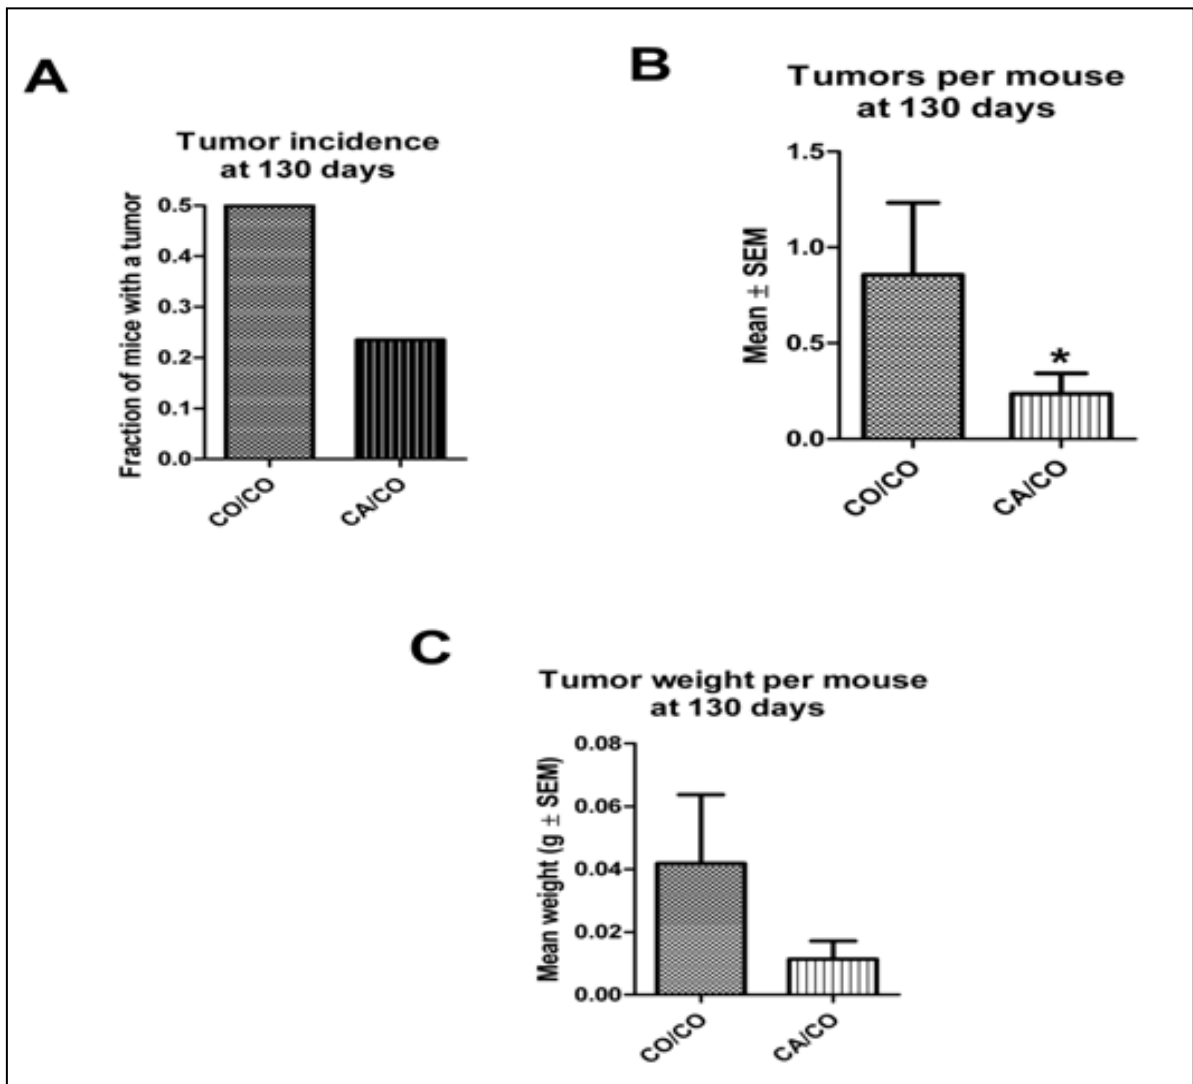 A
Tumor incidence
at 130 days
Fraction of mice with a tumor
0.5
0.4
0.3
0.2
0.1
0.0
CO/CO
CA/CO
B
Tumors per mouse
at 130 days
Mean ± SEM
1.5
1.0
0.5
0.0
*
CO/CO
CA/CO
C
Tumor weight per mouse
at 130 days
Mean weight (g ± SEM)
0.08
0.06
0.04
0.02
0.00
CO/CO
CA/CO